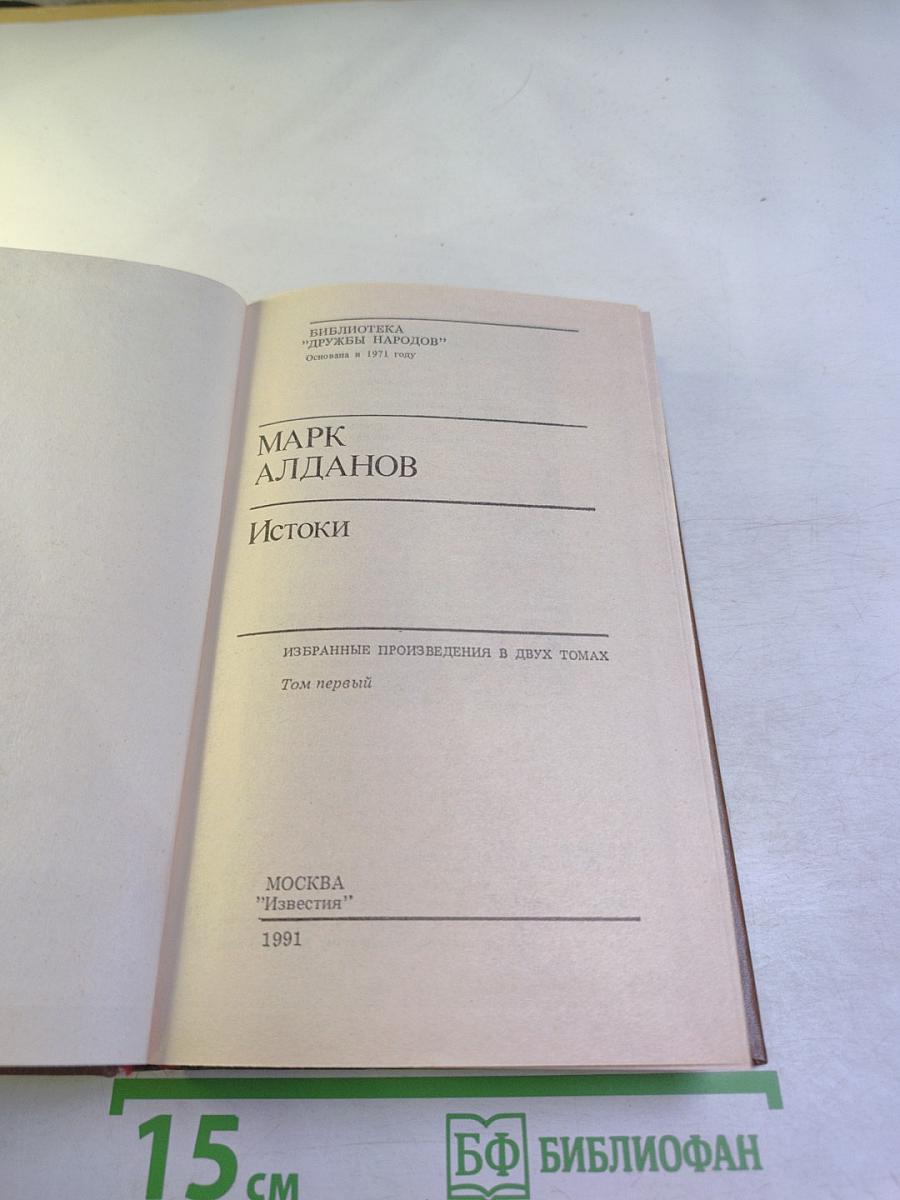 БИБЛИОТЕКА
"ДРУЖБЫ НАРОДОВ"
Основана в 1971 году
МАРК
АЛДАНОВ
Истоки
ИЗБРАННЫЕ ПРОИЗВЕДЕНИЯ В ДВУХ ТОМАХ
Том первый
МОСКВА
"Известия"
1991
15 см
БФ БИБЛИОФАН